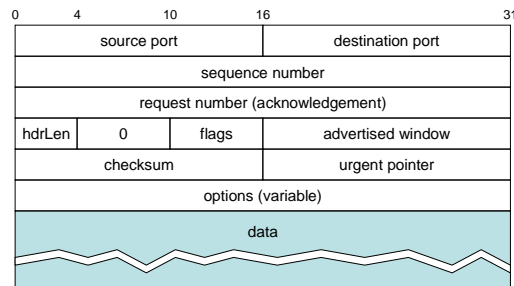 0 4 10 16 31
source port destination port
sequence number
request number (acknowledgement)
hdrLen 0 flags advertised window
checksum urgent pointer
options (variable)
data